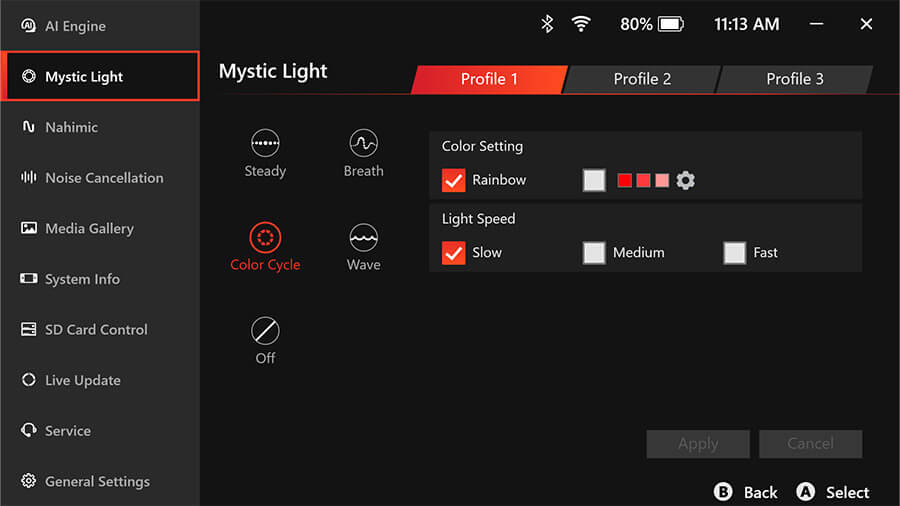 AI Engine
Mystic Light
Nahimic
Noise Cancellation
Media Gallery
System Info
SD Card Control
Live Update
Service
General Settings
80% 11:13 AM
Mystic Light
Profile 1 Profile 2 Profile 3
Steady Breath
Color Cycle Wave
Off
Color Setting
Rainbow
Light Speed
Slow Medium Fast
Apply Cancel
B Back A Select